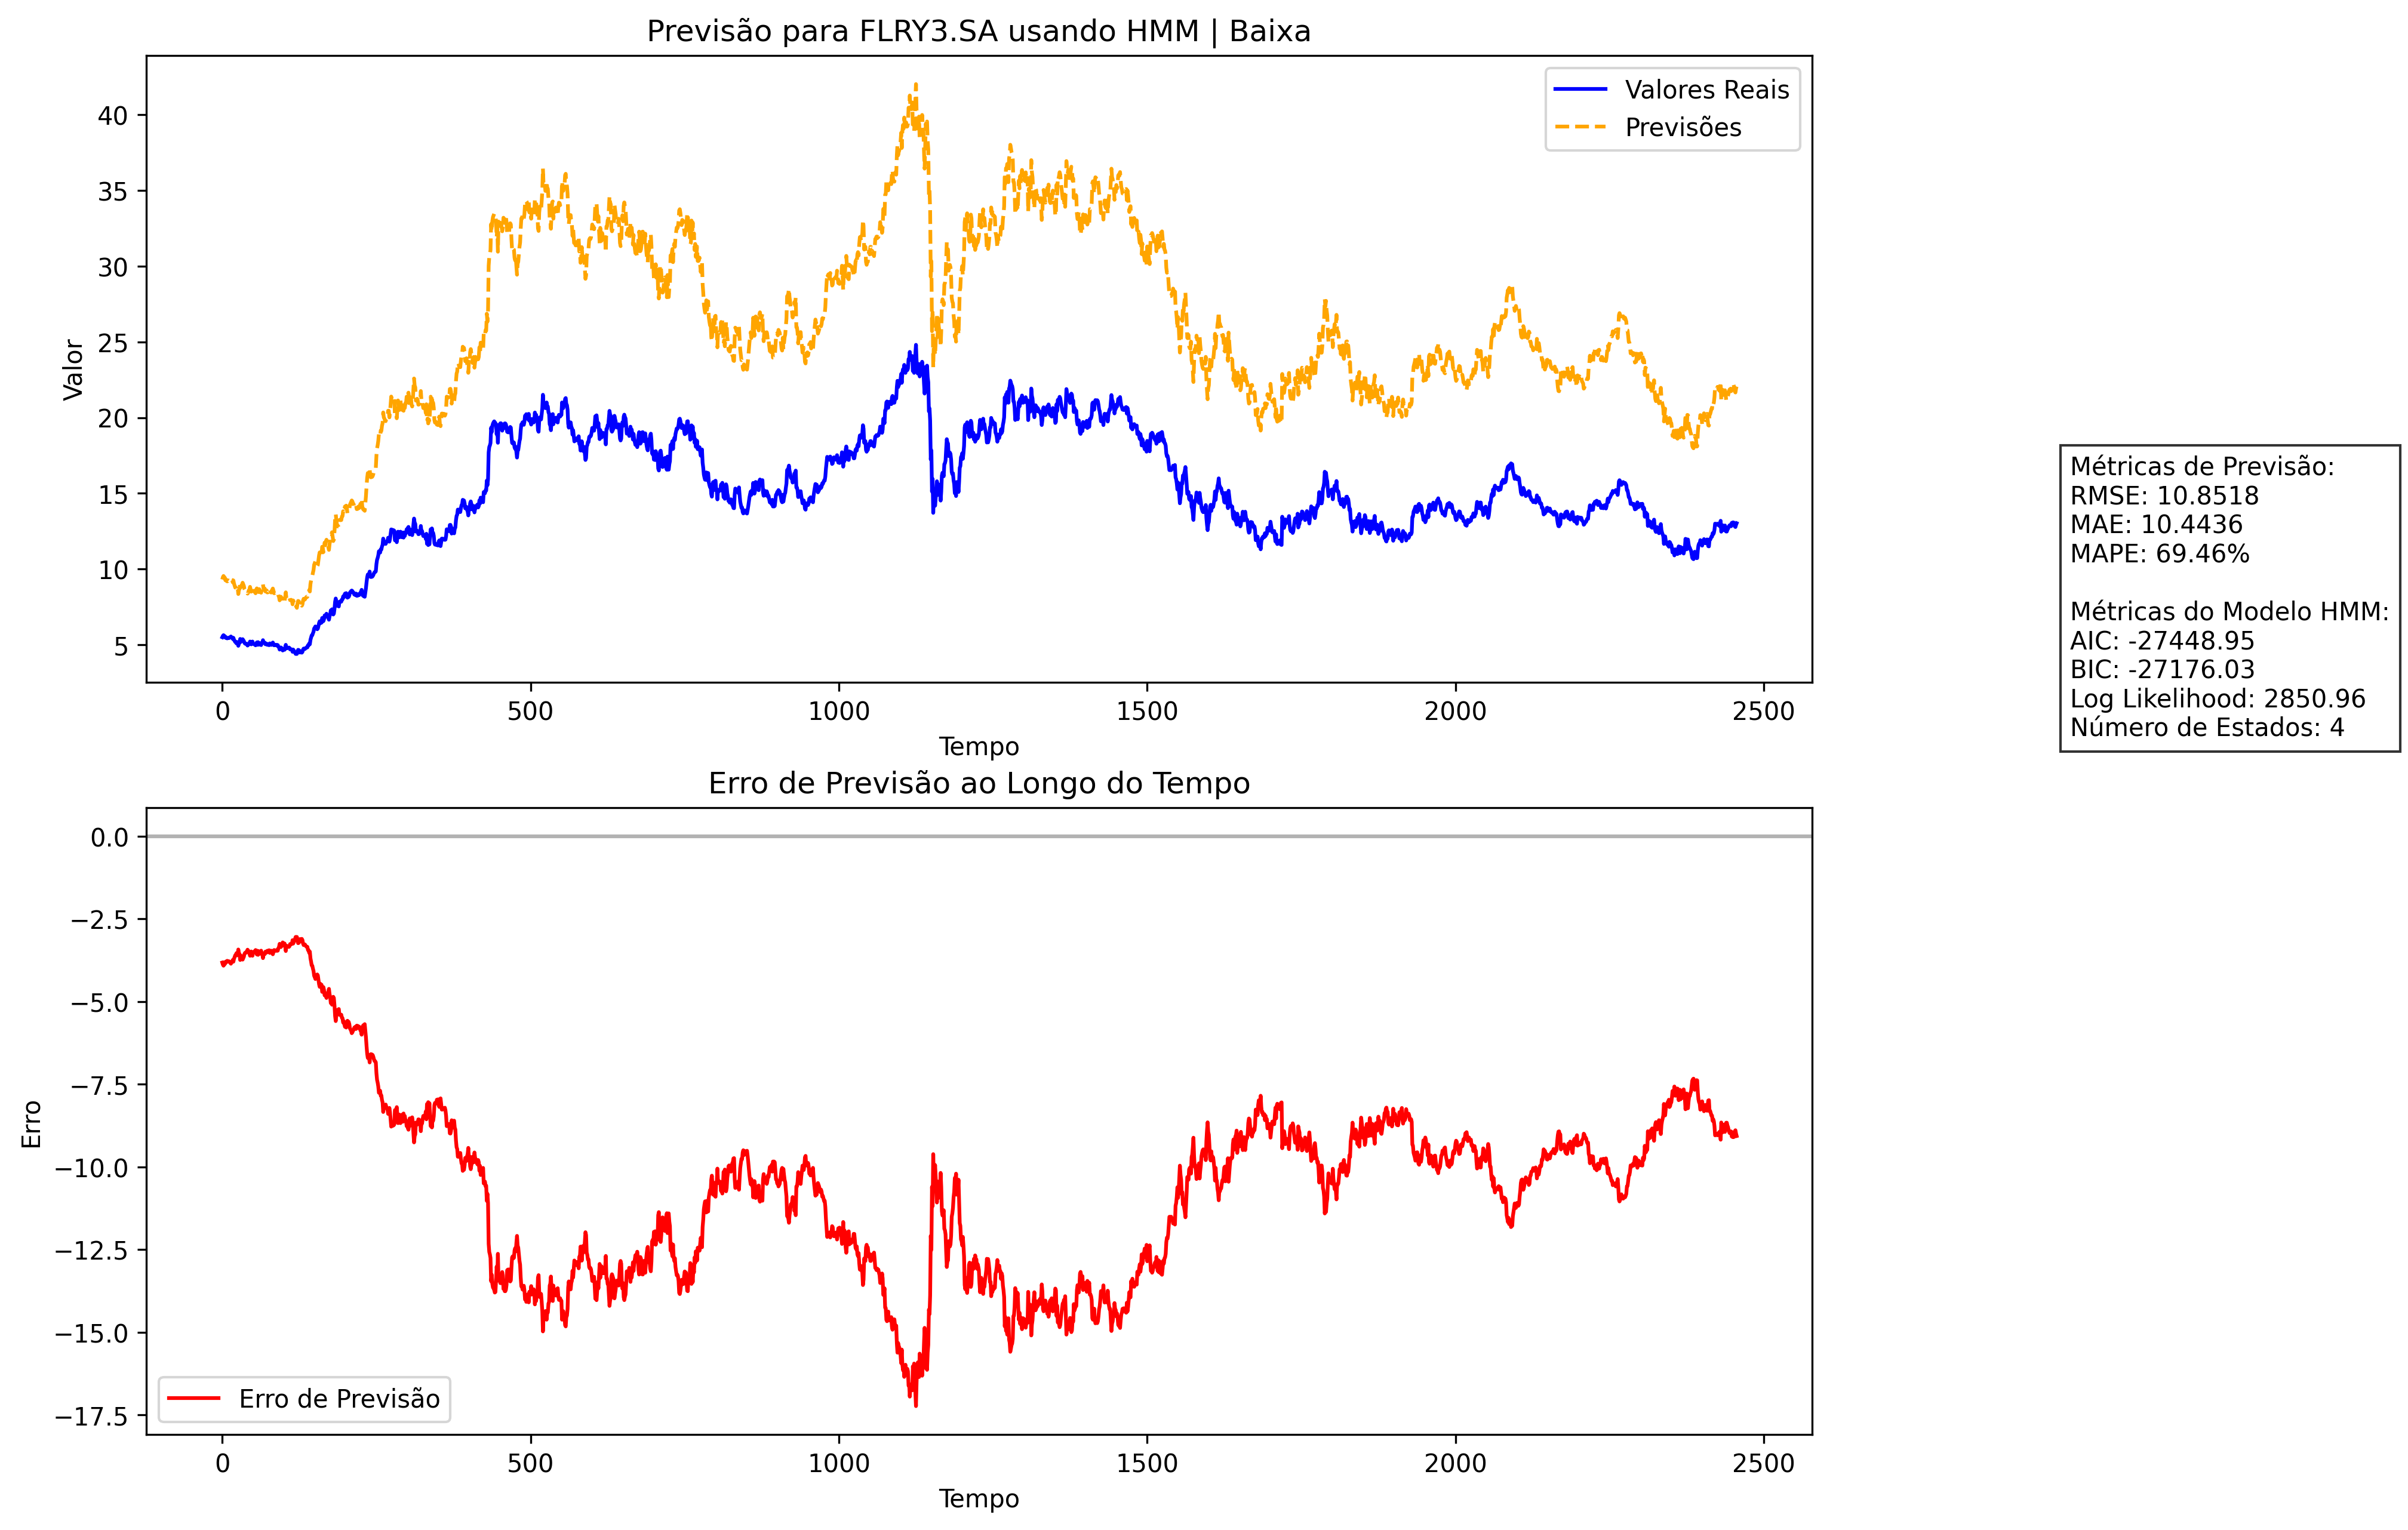 Previsão para FLRY3.SA usando HMM | Baixa
Valor
40
35
30
25
20
15
10
5
Valores Reais
Previsões
0
500
1000
1500
2000
2500
Tempo
Métricas de Previsão:
RMSE: 10.8518
MAE: 10.4436
MAPE: 69.46%
Métricas do Modelo HMM:
AIC: -27448.95
BIC: -27176.03
Log Likelihood: 2850.96
Número de Estados: 4
Erro de Previsão ao Longo do Tempo
Erro
0.0
−2.5
−5.0
−7.5
−10.0
−12.5
−15.0
−17.5
Erro de Previsão
0
500
1000
1500
2000
2500
Tempo